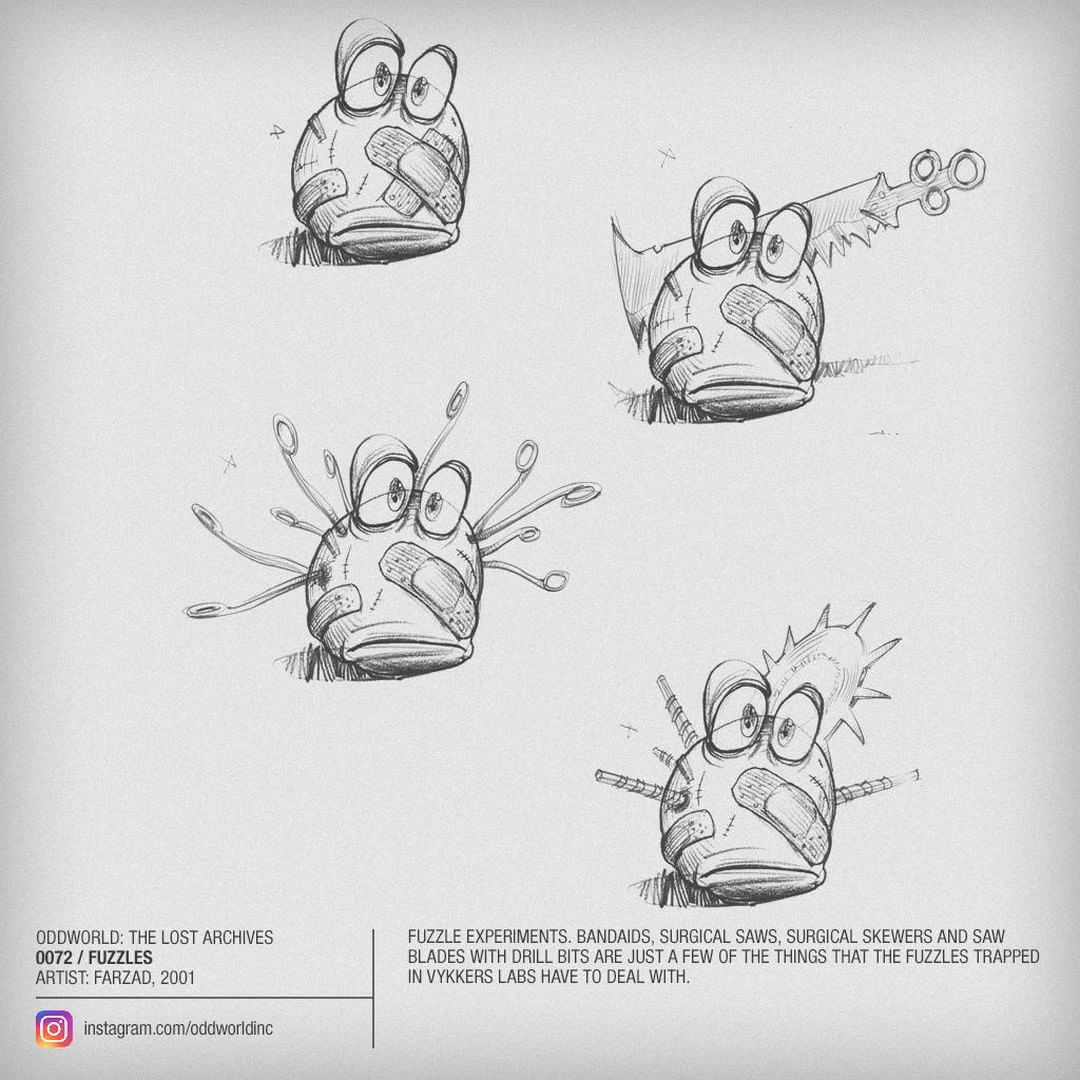 ODDWORLD: THE LOST ARCHIVES
0072 / FUZZLES
ARTIST: FARZAD, 2001
instagram.com/oddworldinc
FUZZLE EXPERIMENTS. BANDAIDS, SURGICAL SAWS, SURGICAL SKEWERS AND SAW
BLADES WITH DRILL BITS ARE JUST A FEW OF THE THINGS THAT THE FUZZLES TRAPPED
IN VYKKERS LABS HAVE TO DEAL WITH.